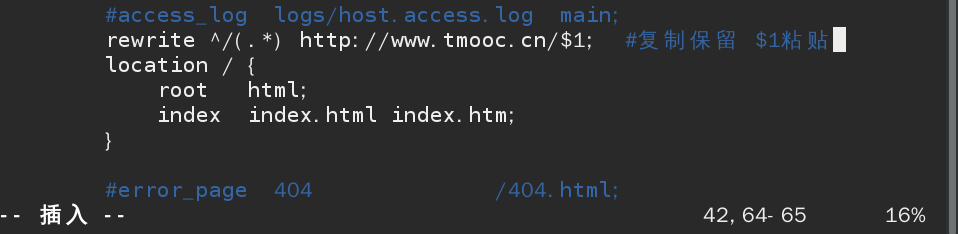 #access_log  logs/host.access.log  main;
rewrite ^/(.*) http://www.tmooc.cn/$1;  #复制保留 $1粘贴
location / {
    root   html;
    index  index.html index.htm;
}
#error_page  404              /404.html;
-- 插入 --                                            42,64-65      16%